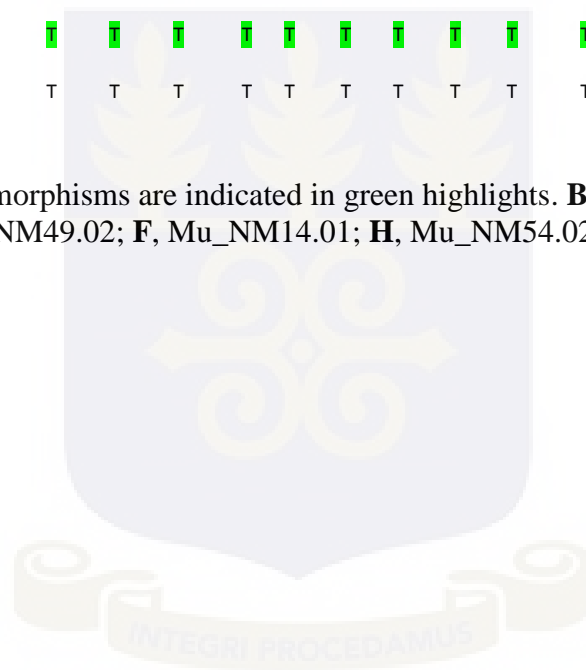 T T T T T T T T T T
T T T T T T T T T T
morphisms are indicated in green highlights. B
NM49.02; F, Mu_NM14.01; H, Mu_NM54.02
INTEGRI PROCEDAMUS